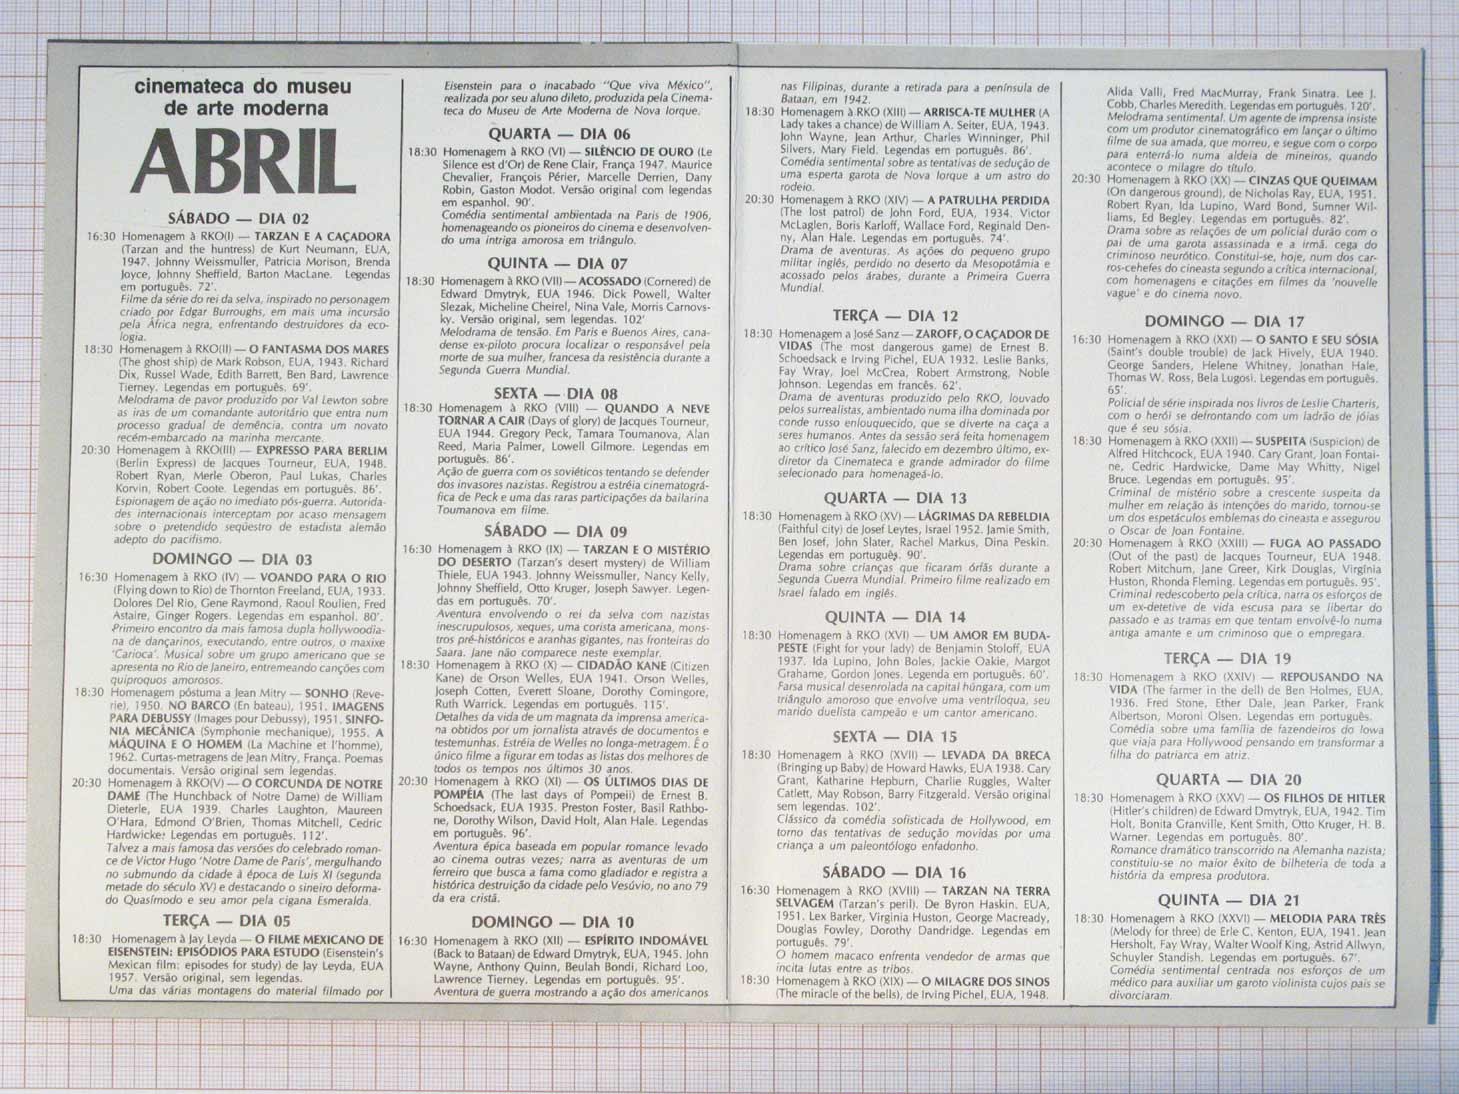 cinemateca do museu
de arte moderna
ABRIL
SÁBADO — DIA 02
16:30 Homenagem à RKO(I) — TARZAN E A CAÇADORA
(Tarzan and the huntress) de Kurt Neumann, EUA,
1947. Johnny Weissmuller, Patricia Morison, Brenda
Joyce, Johnny Sheffield, Barton MacLane. Legendas
em português. 72'.
Filme da série do rei da selva, inspirado no personagem
criado por Edgar Burroughs, em mais uma incursão
pela África negra, enfrentando destruidores da eco-
logia.
18:30 Homenagem à RKO(II) — O FANTASMA DOS MARES
(The ghost ship) de Mark Robson, EUA, 1943. Richard
Dix, Russel Wade, Edith Barrett, Ben Bard, Lawrence
Tierney. Legendas em português. 69'.
Melodrama de pavor produzido por Val Lewton sobre
as iras de um comandante autoritário que entra num
processo gradual de demência, contra um novato
recém-embarcado na marinha mercante.
20:30 Homenagem à RKO(III) — EXPRESSO PARA BERLIM
(Berlin Express) de Jacques Tourneur, EUA, 1948.
Robert Ryan, Merle Oberon, Paul Lukas, Charles
Korvin, Robert Coote. Legendas em português. 86'.
Espionagem de ação no imediato pós-guerra. Autorida-
des internacionais interceptam por acaso mensagem
sobre o pretendido seqüestro de estadista alemão
adepto do pacifismo.
DOMINGO — DIA 03
16:30 Homenagem à RKO (IV) — VOANDO PARA O RIO
(Flying down to Rio) de Thornton Freeland, EUA, 1933.
Dolores Del Rio, Gene Raymond, Raoul Roulien, Fred
Astaire, Ginger Rogers. Legendas em espanhol. 80'.
Primeiro encontro da mais famosa dupla hollywoodia-
na de dançarinos, executando, entre outros, o maxixe
'Carioca'. Musical sobre um grupo americano que se
apresenta no Rio de Janeiro, entremeando canções com
quiproquos amorosos.
18:30 Homenagem póstuma a Jean Mitry — SONHO (Reve-
rie), 1950. NO BARCO (En bateau), 1951. IMAGENS
PARA DEBUSSY (Images pour Debussy), 1951. SINFO-
NIA MECÂNICA (Symphonie mechanique), 1955. A
MÁQUINA E O HOMEM (La Machine et l'homme),
1962. Curtas-metragens de Jean Mitry, França. Poemas
documentais. Versão original sem legendas.
20:30 Homenagem à RKO(V) — O CORCUNDA DE NOTRE
DAME (The Hunchback of Notre Dame) de William
Dieterle, EUA 1939. Charles Laughton, Maureen
O'Hara, Edmond O'Brien, Thomas Mitchell, Cedric
Hardwicke. Legendas em português. 112'.
Talvez a mais famosa das versões do celebrado roman-
ce de Victor Hugo 'Notre Dame de Paris', mergulhando
no submundo da cidade à época de Luis XI (segunda
metade do século XV) e destacando o sineiro deforma-
do Quasímodo e seu amor pela cigana Esmeralda.
TERÇA — DIA 05
18:30 Homenagem à Jay Leyda — O FILME MEXICANO DE
EISENSTEIN: EPISÓDIOS PARA ESTUDO (Eisenstein's
Mexican film: episodes for study) de Jay Leyda, EUA
1957. Versão original, sem legendas.
Uma das várias montagens do material filmado por
Eisenstein para o inacabado "Que viva México",
realizada por seu aluno dileto, produzida pela Cinema-
teca do Museu de Arte Moderna de Nova Iorque.
QUARTA — DIA 06
18:30 Homenagem à RKO (VI) — SILÊNCIO DE OURO (Le
Silence est d'Or) de Rene Clair, França 1947. Maurice
Chevalier, François Périer, Marcelle Derrien, Dany
Robin, Gaston Modot. Versão original com legendas
em espanhol. 90'.
Comédia sentimental ambientada na Paris de 1906,
homenageando os pioneiros do cinema e desenvolven-
do uma intriga amorosa em triângulo.
QUINTA — DIA 07
18:30 Homenagem à RKO (VII) — ACOSSADO (Cornered) de
Edward Dmytryk, EUA 1946. Dick Powell, Walter
Slezak, Micheline Cheirel, Nina Vale, Morris Carnovs-
ky. Versão original, sem legendas. 102'
Melodrama de tensão. Em Paris e Buenos Aires, cana-
dense ex-piloto procura localizar o responsável pela
morte de sua mulher, francesa da resistência durante a
Segunda Guerra Mundial.
SEXTA — DIA 08
18:30 Homenagem à RKO (VIII) — QUANDO A NEVE
TORNAR A CAIR (Days of glory) de Jacques Tourneur,
EUA 1944. Gregory Peck, Tamara Toumanova, Alan
Reed, Maria Palmer, Lowell Gilmore. Legendas em
português. 86'.
Ação de guerra com os soviéticos tentando se defender
dos invasores nazistas. Registrou a estréia cinematográ-
fica de Peck e uma das raras participações da bailarina
Toumanova em filme.
SÁBADO — DIA 09
16:30 Homenagem à RKO (IX) — TARZAN E O MISTÉRIO
DO DESERTO (Tarzan's desert mystery) de William
Thiele, EUA 1943. Johnny Weissmuller, Nancy Kelly,
Johnny Sheffield, Otto Kruger, Joseph Sawyer. Legen-
das em português. 70'.
Aventura envolvendo o rei da selva com nazistas
inescrupulosos, xeques, uma corista americana, mons-
tros pré-históricos e aranhas gigantes, nas fronteiras do
Saara. Jane não comparece neste exemplar.
18:30 Homenagem à RKO (X) — CIDADÃO KANE (Citizen
Kane) de Orson Welles, EUA 1941. Orson Welles,
Joseph Cotten, Everett Sloane, Dorothy Comingore,
Ruth Warrick. Legendas em português. 115'.
Detalhes da vida de um magnata da imprensa america-
na obtidos por um jornalista através de documentos e
testemunhas. Estréia de Welles no longa-metragem. É o
único filme a figurar em todas as listas dos melhores de
todos os tempos nos últimos 30 anos.
20:30 Homenagem à RKO (XI) — OS ÚLTIMOS DIAS DE
POMPÉIA (The last days of Pompeii) de Ernest B.
Schoedsack, EUA 1935. Preston Foster, Basil Rathbo-
ne, Dorothy Wilson, David Holt, Alan Hale. Legendas
em português. 96'.
Aventura épica baseada em popular romance levado
ao cinema outras vezes; narra as aventuras de um
ferreiro que busca a fama como gladiador e registra a
histórica destruição da cidade pelo Vesúvio, no ano 79
da era cristã.
DOMINGO — DIA 10
16:30 Homenagem à RKO (XII) — ESPÍRITO INDOMÁVEL
(Back to Bataan) de Edward Dmytryk, EUA, 1945. John
Wayne, Anthony Quinn, Beulah Bondi, Richard Loo,
Lawrence Tierney. Legendas em português. 95'.
Aventura de guerra mostrando a ação dos americanos
nas Filipinas, durante a retirada para a península de
Bataan, em 1942.
18:30 Homenagem à RKO (XIII) — ARRISCA-TE MULHER (A
Lady takes a chance) de William A. Seiter, EUA, 1943.
John Wayne, Jean Arthur, Charles Winninger, Phil
Silvers, Mary Field. Legendas em português. 86'.
Comédia sentimental sobre as tentativas de sedução de
uma esperta garota de Nova Iorque a um astro do
rodeio.
20:30 Homenagem à RKO (XIV) — A PATRULHA PERDIDA
(The lost patrol) de John Ford, EUA, 1934. Victor
McLaglen, Boris Karloff, Wallace Ford, Reginald Den-
ny, Alan Hale. Legendas em português. 74'.
Drama de aventuras. As ações do pequeno grupo
militar inglês, perdido no deserto da Mesopotâmia e
acossado pelos árabes, durante a Primeira Guerra
Mundial.
TERÇA — DIA 12
18:30 Homenagem a José Sanz — ZAROFF, O CAÇADOR DE
VIDAS (The most dangerous game) de Ernest B.
Schoedsack e Irving Pichel, EUA 1932. Leslie Banks,
Fay Wray, Joel McCrea, Robert Armstrong, Noble
Johnson. Legendas em francês. 62'.
Drama de aventuras produzido pelo RKO, louvado
pelos surrealistas, ambientado numa ilha dominada por
conde russo enlouquecido, que se diverte na caça a
seres humanos. Antes da sessão será feita homenagem
ao crítico José Sanz, falecido em dezembro último, ex-
diretor da Cinemateca e grande admirador do filme
selecionado para homenageá-lo.
QUARTA — DIA 13
18:30 Homenagem à RKO (XV) — LÁGRIMAS DA REBELDIA
(Faithful city) de Josef Leytes, Israel 1952. Jamie Smith,
Ben Josef, John Slater, Rachel Markus, Dina Peskin.
Legendas em português. 90'.
Drama sobre crianças que ficaram órfãs durante a
Segunda Guerra Mundial. Primeiro filme realizado em
Israel falado em inglês.
QUINTA — DIA 14
18:30 Homenagem à RKO (XVI) — UM AMOR EM BUDA-
PESTE (Fight for your lady) de Benjamin Stoloff, EUA
1937. Ida Lupino, John Boles, Jackie Oakie, Margot
Grahame, Gordon Jones. Legenda em português. 60'.
Farsa musical desenrolada na capital húngara, com um
triângulo amoroso que envolve uma ventríloqua, seu
marido duelista campeão e um cantor americano.
SEXTA — DIA 15
18:30 Homenagem à RKO (XVII) — LEVADA DA BRECA
(Bringing up Baby) de Howard Hawks, EUA 1938. Cary
Grant, Katharine Hepburn, Charlie Ruggles, Walter
Catlett, May Robson, Barry Fitzgerald. Versão original
sem legendas. 102'.
Clássico da comédia sofisticada de Hollywood, em
torno das tentativas de sedução movidas por uma
criança a um paleontólogo enfadonho.
SÁBADO — DIA 16
16:30 Homenagem à RKO (XVIII) — TARZAN NA TERRA
SELVAGEM (Tarzan's peril). De Byron Haskin. EUA,
1951. Lex Barker, Virginia Huston, George Macready,
Douglas Fowley, Dorothy Dandridge. Legendas em
português. 79'.
O homem macaco enfrenta vendedor de armas que
incita lutas entre as tribos.
18:30 Homenagem à RKO (XIX) — O MILAGRE DOS SINOS
(The miracle of the bells), de Irving Pichel, EUA, 1948.
Alida Valli, Fred MacMurray, Frank Sinatra. Lee J.
Cobb, Charles Meredith. Legendas em português. 120'.
Melodrama sentimental. Um agente de imprensa insiste
com um produtor cinematográfico em lançar o último
filme de sua amada, que morreu, e segue com o corpo
para enterrá-lo numa aldeia de mineiros, quando
acontece o milagre do título.
20:30 Homenagem à RKO (XX) — CINZAS QUE QUEIMAM
(On dangerous ground), de Nicholas Ray, EUA, 1951.
Robert Ryan, Ida Lupino, Ward Bond, Sumner Wil-
liams, Ed Begley. Legendas em português. 82'.
Drama sobre as relações de um policial durão com o
pai de uma garota assassinada e a irmã. cega do
criminoso neurótico. Constitui-se, hoje, num dos car-
ros-cehefes do cineasta segundo a crítica internacional,
com homenagens e citações em filmes da 'nouvelle
vague' e do cinema novo.
DOMINGO — DIA 17
16:30 Homenagem à RKO (XXI) — O SANTO E SEU SÓSIA
(Saint's double trouble) de Jack Hively, EUA 1940.
George Sanders, Helene Whitney, Jonathan Hale,
Thomas W. Ross, Bela Lugosi. Legendas em português.
65'.
Policial de série inspirada nos livros de Leslie Charteris,
com o herói se defrontando com um ladrão de jóias
que é seu sósia.
18:30 Homenagem à RKO (XXII) — SUSPEITA (Suspicion) de
Alfred Hitchcock, EUA 1940. Cary Grant, Joan Fontai-
ne, Cedric Hardwicke, Dame May Whitty, Nigel
Bruce. Legendas em português. 95'.
Criminal de mistério sobre a crescente suspeita da
mulher em relação às intenções do marido, tornou-se
um dos espetáculos emblemas do cineasta e assegurou
o Oscar de Joan Fontaine.
20:30 Homenagem à RKO (XXIII) — FUGA AO PASSADO
(Out of the past) de Jacques Tourneur, EUA 1948.
Robert Mitchum, Jane Greer, Kirk Douglas, Virgínia
Huston, Rhonda Fleming. Legendas em português. 95'.
Criminal redescoberto pela crítica, narra os esforços de
um ex-detetive de vida escusa para se libertar do
passado e as tramas em que tentam envolvê-lo numa
antiga amante e um criminoso que o empregara.
TERÇA — DIA 19
18:30 Homenagem à RKO (XXIV) — REPOUSANDO NA
VIDA (The farmer in the dell) de Ben Holmes, EUA,
1936. Fred Stone, Ether Dale, Jean Parker, Frank
Albertson, Moroni Olsen. Legendas em português.
Comédia sobre uma família de fazendeiros do Iowa
que viaja para Hollywood pensando em transformar a
filha do patriarca em atriz.
QUARTA — DIA 20
18:30 Homenagem à RKO (XXV) — OS FILHOS DE HITLER
(Hitler's children) de Edward Dmytryk, EUA, 1942. Tim
Holt, Bonita Granville, Kent Smith, Otto Kruger, H. B.
Warner. Legendas em português. 80'.
Romance dramático transcorrido na Alemanha nazista;
constituiu-se no maior êxito de bilheteria de toda a
história da empresa produtora.
QUINTA — DIA 21
18:30 Homenagem à RKO (XXVI) — MELODIA PARA TRÊS
(Melody for three) de Erle C. Kenton, EUA, 1941. Jean
Hersholt, Fay Wray, Walter Woolf King, Astrid Allwyn,
Schuyler Standish. Legendas em português. 67'.
Comédia sentimental centrada nos esforços de um
médico para auxiliar um garoto violinista cujos pais se
divorciaram.